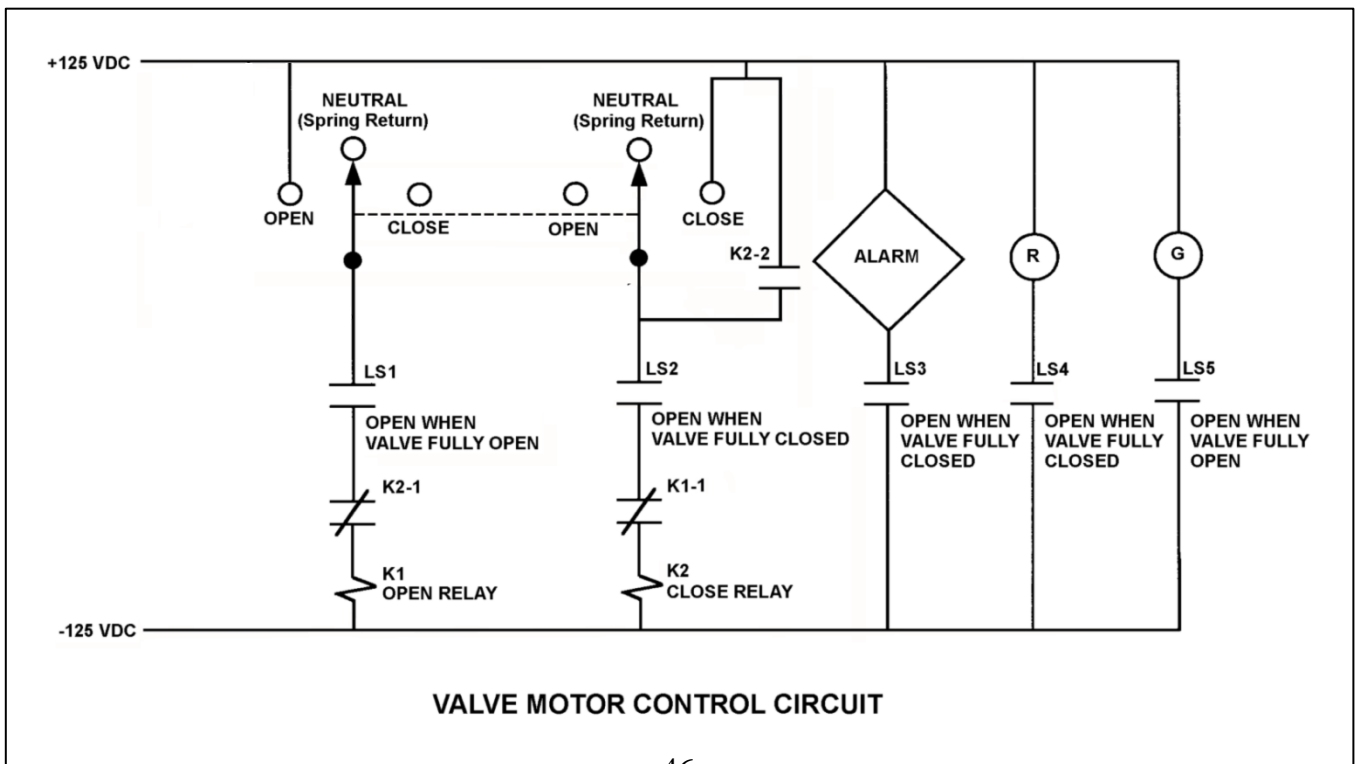 +125 VDC
NEUTRAL
(Spring Return)
NEUTRAL
(Spring Return)
OPEN
CLOSE
OPEN
CLOSE
K2-2
ALARM
R
G
LS1
OPEN WHEN
VALVE FULLY OPEN
LS2
OPEN WHEN
VALVE FULLY CLOSED
LS3
OPEN WHEN
VALVE FULLY
CLOSED
LS4
OPEN WHEN
VALVE FULLY
CLOSED
LS5
OPEN WHEN
VALVE FULLY
OPEN
K2-1
K1-1
K1
OPEN RELAY
K2
CLOSE RELAY
-125 VDC
VALVE MOTOR CONTROL CIRCUIT